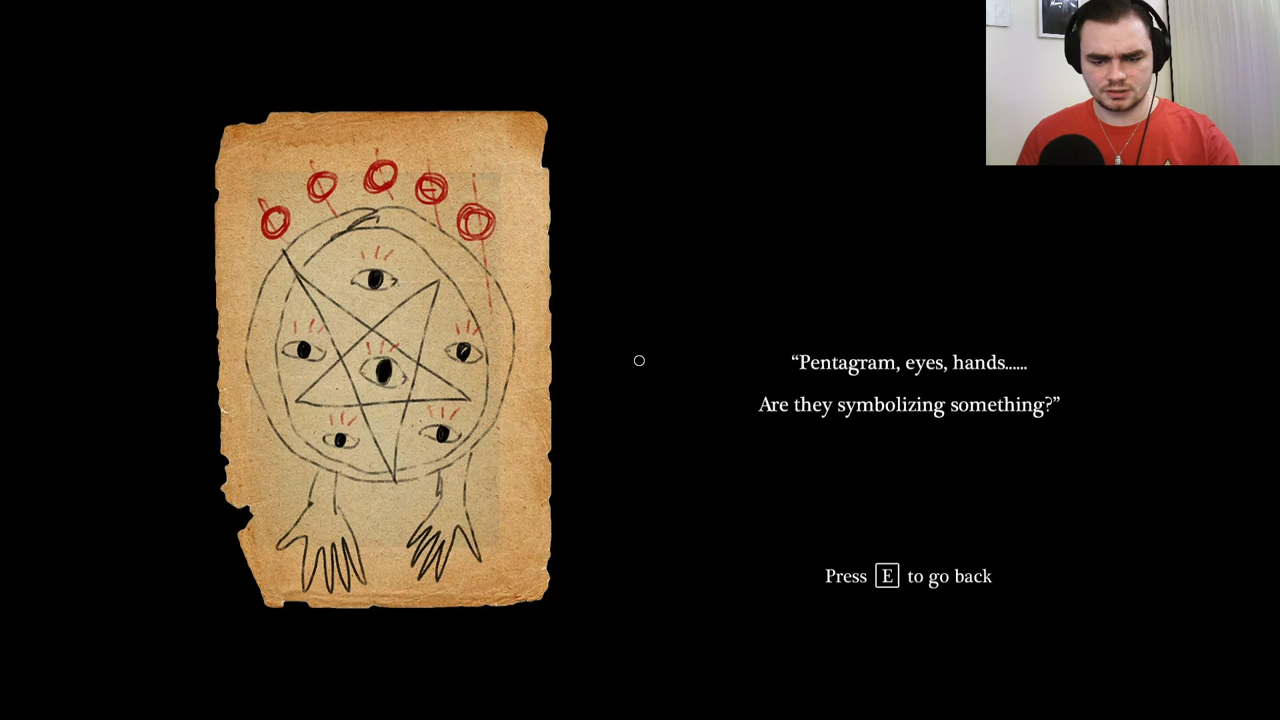 “Pentagram, eyes, hands......
Are they symbolizing something?”
Press E to go back